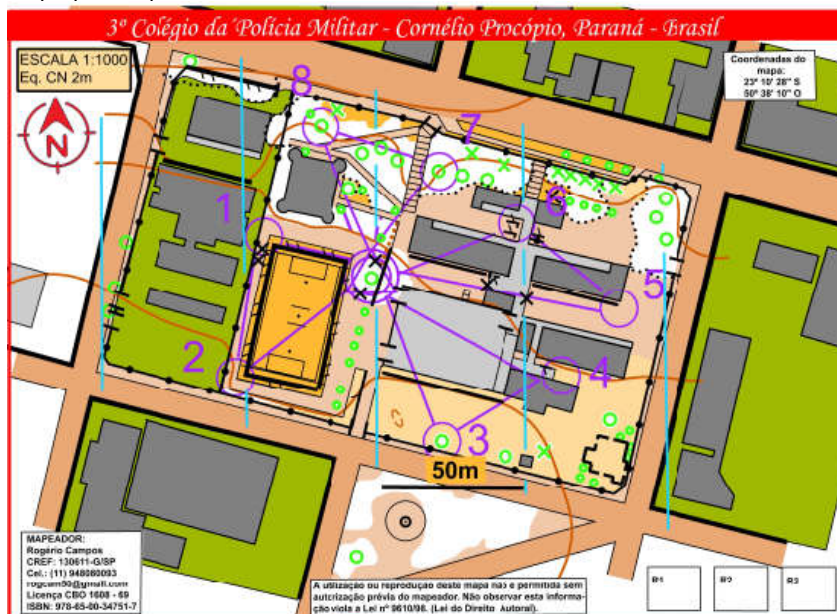 3º Colégio da Polícia Militar - Cornélio Procópio, Paraná - Brasil
ESCALA 1:1000
Eq. CN 2m
Coordenadas do
mapa:
23º 10' 28" S
50º 38' 10" O
N
8
7
1
6
5
2
4
3
50m
MAPEADOR:
Rogério Campos
CREF: 130611-G/SP
Cel.: (11) 948080093
rogcam50@gmail.com
Licença CBO 1608 - 69
ISBN: 978-65-00-34751-7
A utilização ou reprodução deste mapa não é permitida sem
autorização prévia do mapeador. Não observar esta informa-
ção viola a Lei nº 9610/98. (Lei do Direito Autoral).
R1
R2
R3